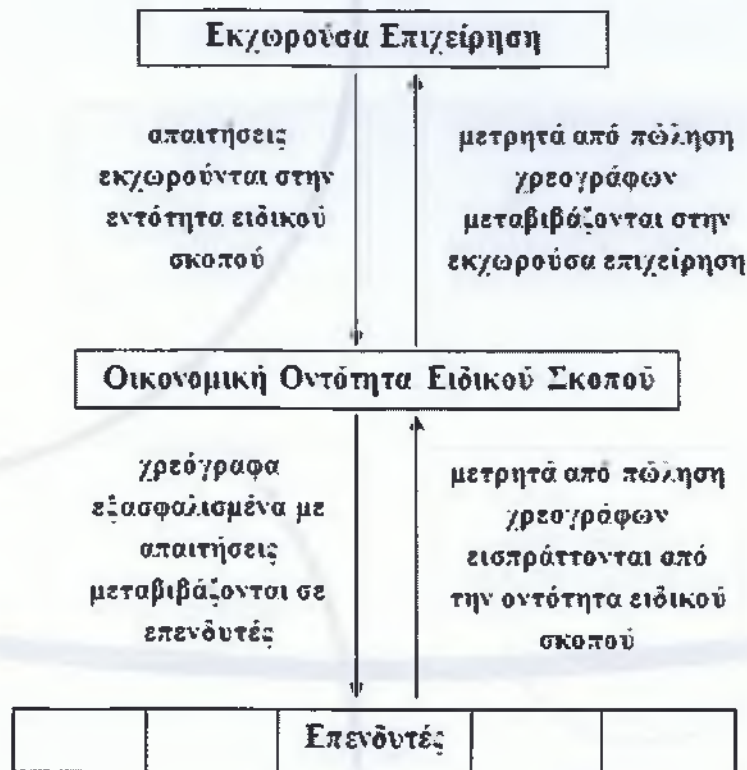 Εκχωρούσα Επιχείρηση
απαιτήσεις
εκχωρούνται στην
εντότητα ειδικού
σκοπού
μετρητά από πώληση
χρεογράφων
μεταβιβάζονται στην
εκχωρούσα επιχείρηση
Οικονομική Οντότητα Ειδικού Σκοπού
χρεόγραφα
εξασφαλισμένα με
απαιτήσεις
μεταβιβάζονται σε
επενδυτές
μετρητά από πώληση
χρεογράφων
εισπράττονται από
την οντότητα ειδικού
σκοπού
Επενδυτές